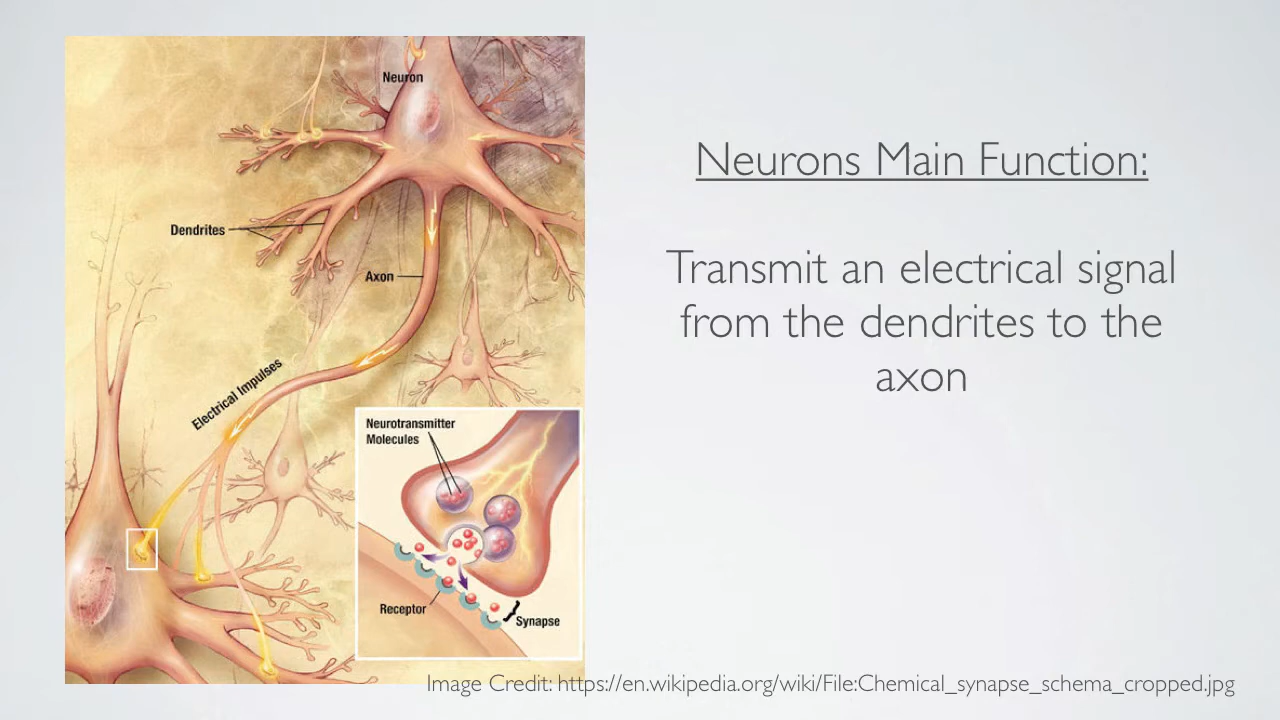 Neuron
Dendrites
Axon
Electrical Impulses
Neurotransmitter
Molecules
Receptor
Synapse
Neurons Main Function:
Transmit an electrical signal
from the dendrites to the
axon
Image Credit: https://en.wikipedia.org/wiki/File:Chemical_synapse_schema_cropped.jpg